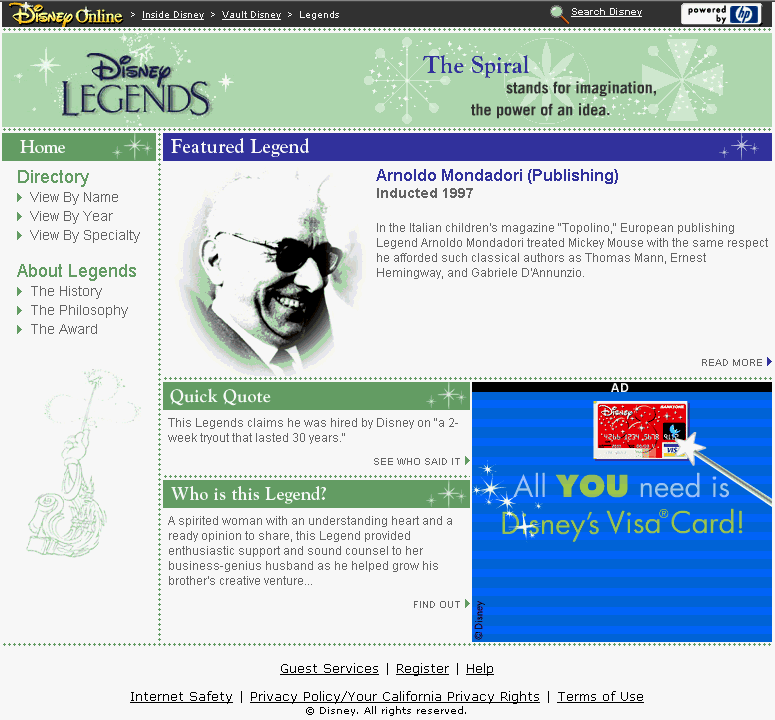 Disney Online > Inside Disney > Vault Disney > Legends
Search Disney
powered by hp
Disney LEGENDS
The Spiral
stands for imagination,
the power of an idea.
Home
Directory
View By Name
View By Year
View By Specialty
About Legends
The History
The Philosophy
The Award
Featured Legend
Arnoldo Mondadori (Publishing)
Inducted 1997
In the Italian children's magazine "Topolino," European publishing
Legend Arnoldo Mondadori treated Mickey Mouse with the same respect
he afforded such classical authors as Thomas Mann, Ernest
Hemingway, and Gabriele D'Annunzio.
READ MORE
Quick Quote
This Legends claims he was hired by Disney on "a 2-
week tryout that lasted 30 years."
SEE WHO SAID IT
Who is this Legend?
A spirited woman with an understanding heart and a
ready opinion to share, this Legend provided
enthusiastic support and sound counsel to her
business-genius husband as he helped grow his
brother's creative venture...
FIND OUT
AD
Disney BANK ONE
VISA
All YOU need is
Disney's Visa® Card!
© Disney
Guest Services | Register | Help
Internet Safety | Privacy Policy/Your California Privacy Rights | Terms of Use
© Disney. All rights reserved.